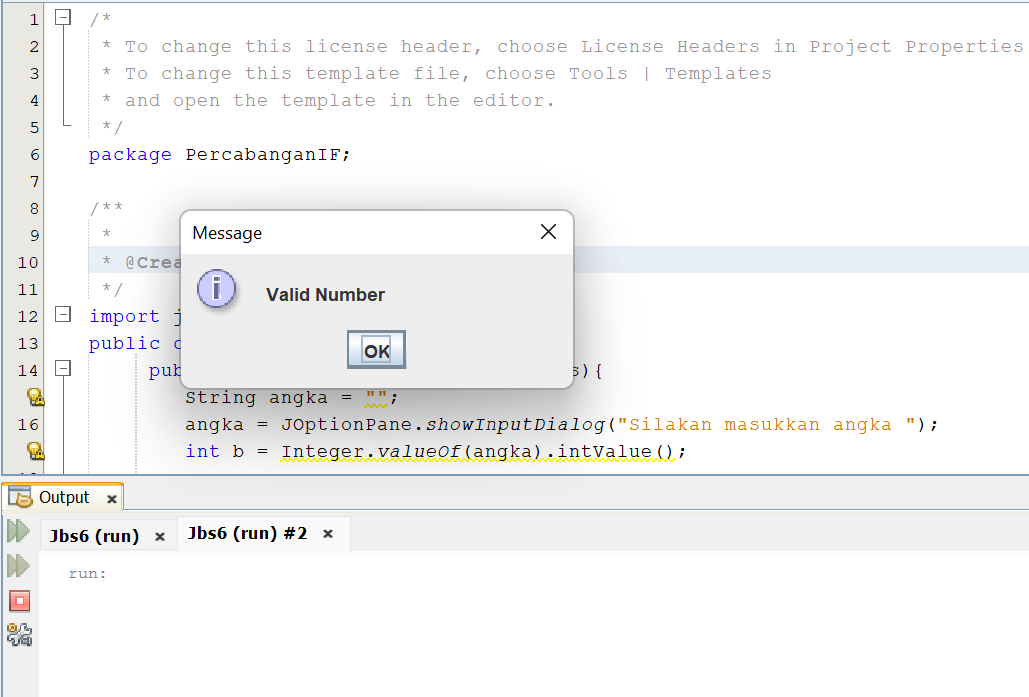 1 /*
2 * To change this license header, choose License Headers in Project Properties
3 * To change this template file, choose Tools | Templates
4 * and open the template in the editor.
5 */
6 package PercabanganIF;
7
8 /**
9 *
10 * @Crea
11 */
12 import j
13 public c
14 pub s){
String angka = "";
16 angka = JOptionPane.showInputDialog("Silakan masukkan angka ");
int b = Integer.valueOf(angka).intValue();
Message
Valid Number
OK
Output
Jbs6 (run) Jbs6 (run) #2
run: